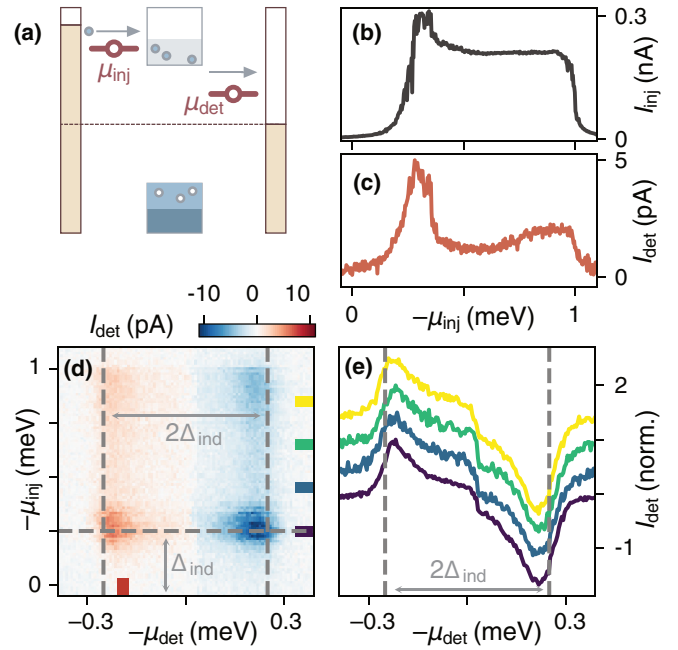 (a)
μinj
μdet
(b)
0.3
0
Iinj (nA)
(c)
5
0
Idet (pA)
0
1
−μinj (meV)
Idet (pA)
−10
0
10
(d)
1
0
−μinj (meV)
2Δind
Δind
−0.3
0.3
−μdet (meV)
(e)
2
-1
Idet (norm.)
2Δind
−0.3
0.3
−μdet (meV)